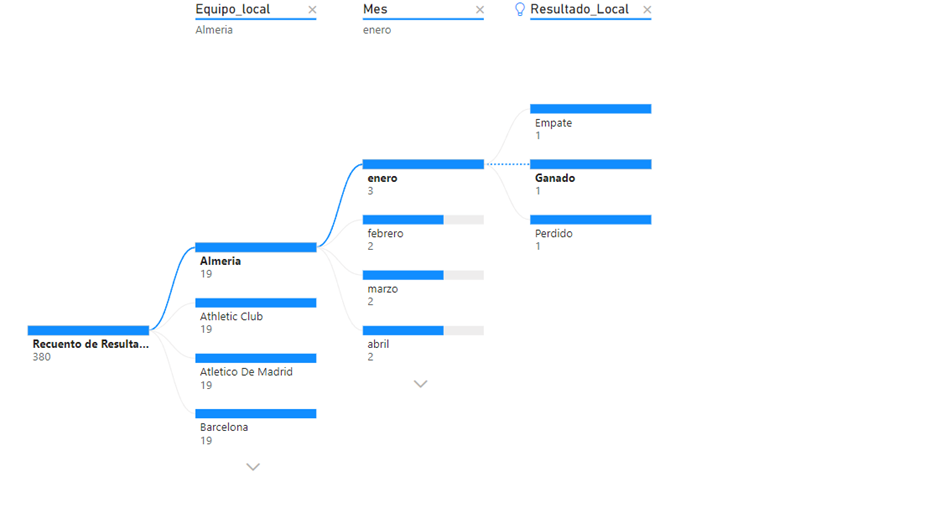 Equipo_local
Almeria
Mes
enero
Resultado_Local
Recuento de Resulta...
380
Almeria
19
Athletic Club
19
Atletico De Madrid
19
Barcelona
19
enero
3
febrero
2
marzo
2
abril
2
Empate
1
Ganado
1
Perdido
1